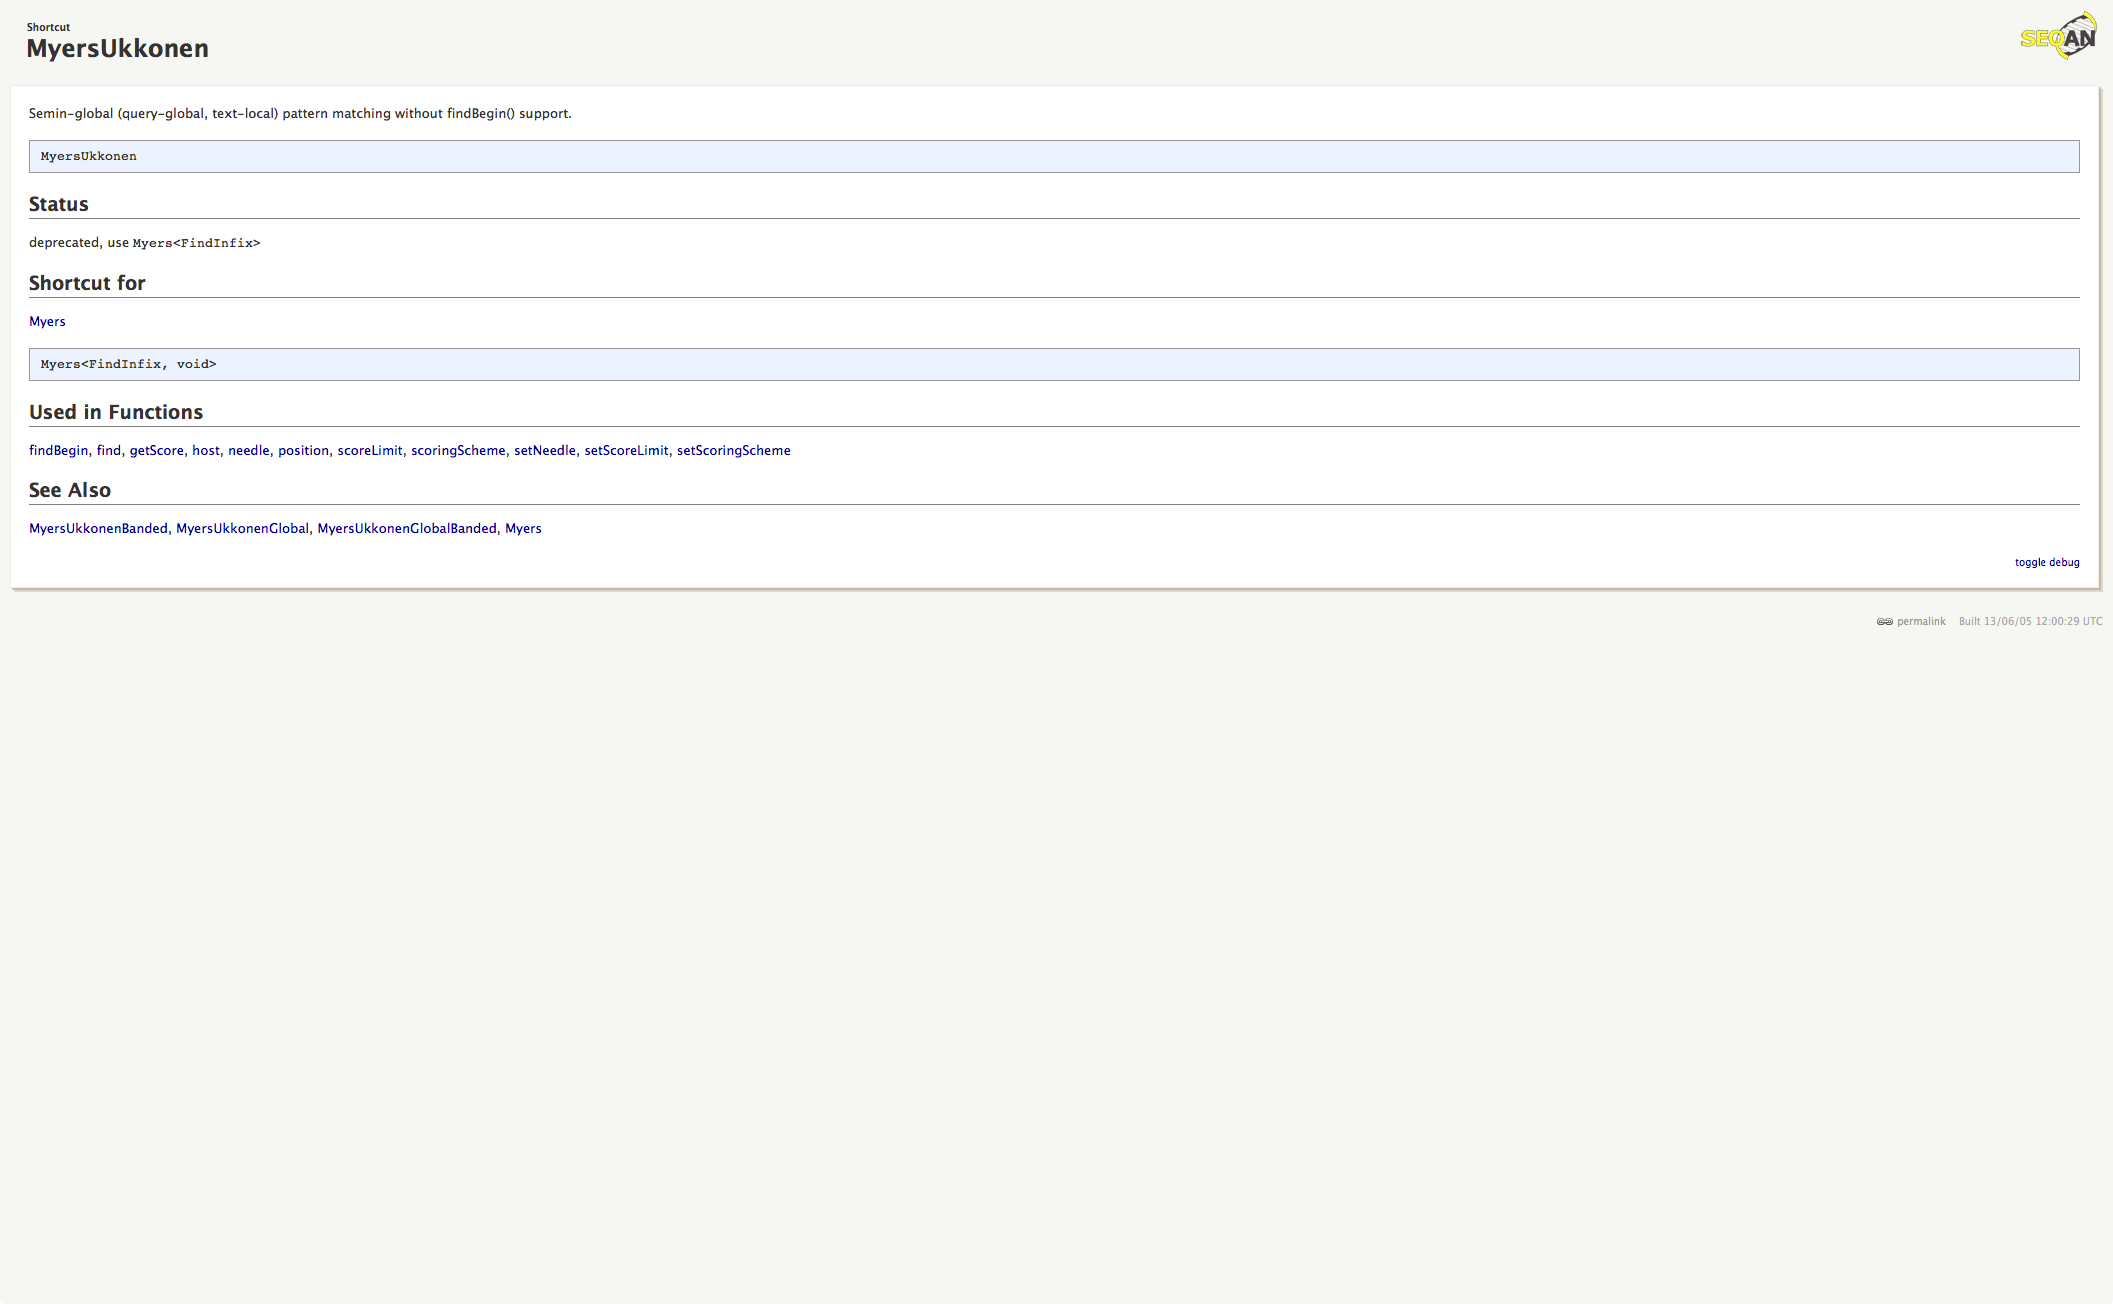 Shortcut
MyersUkkonen
SEQAN
Semin-global (query-global, text-local) pattern matching without findBegin() support.
MyersUkkonen
Status
deprecated, use Myers<FindInfix>
Shortcut for
Myers
Myers<FindInfix, void>
Used in Functions
findBegin, find, getScore, host, needle, position, scoreLimit, scoringScheme, setNeedle, setScoreLimit, setScoringScheme
See Also
MyersUkkonenBanded, MyersUkkonenGlobal, MyersUkkonenGlobalBanded, Myers
toggle debug
permalink Built 13/06/05 12:00:29 UTC